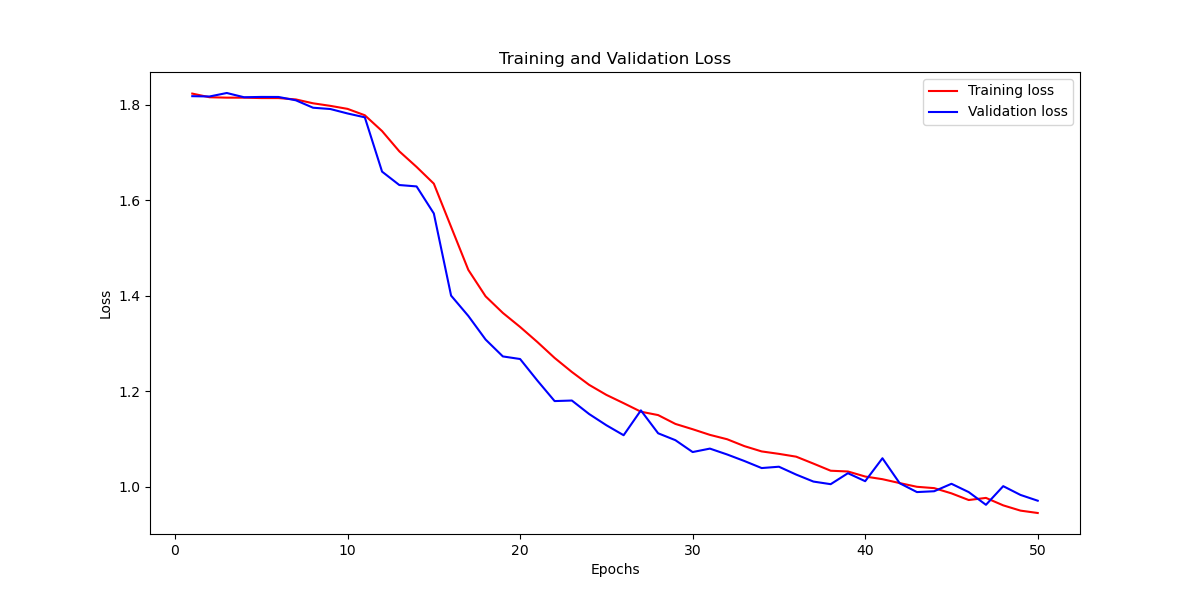 Training and Validation Loss
Training loss
Validation loss
1.8
1.6
1.4
1.2
1.0
Loss
0 10 20 30 40 50
Epochs